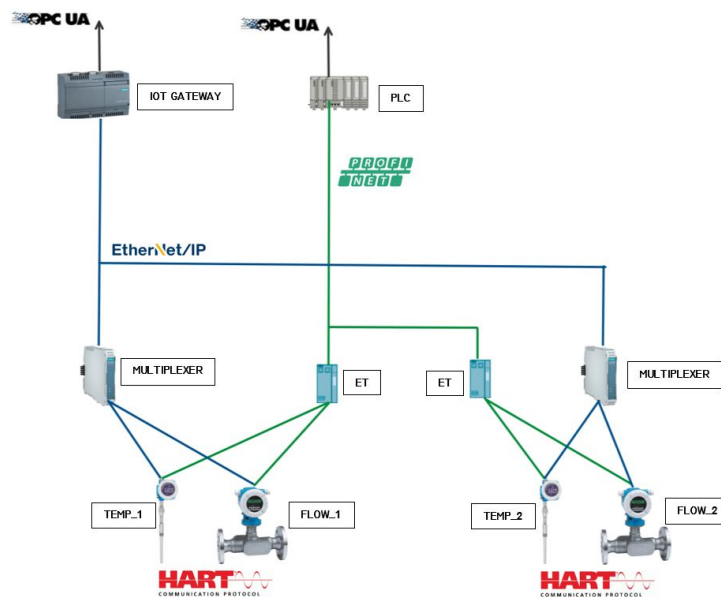 OPC UA
OPC UA
IOT GATEWAY
PLC
PROFI
NET
EtherNet/IP
MULTIPLEXER
ET
ET
MULTIPLEXER
TEMP_1
FLOW_1
TEMP_2
FLOW_2
HART
COMMUNICATION PROTOCOL
HART
COMMUNICATION PROTOCOL